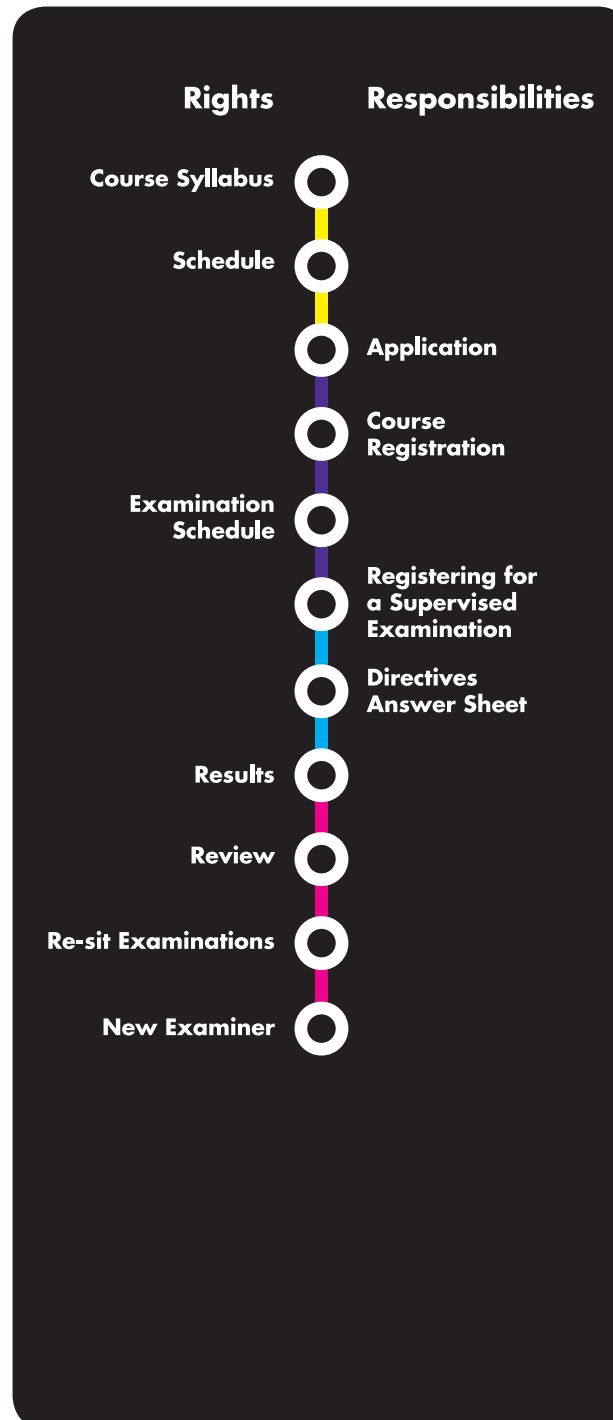 Rights
Responsibilities
Course Syllabus
Schedule
Application
Course
Registration
Examination
Schedule
Registering for
a Supervised
Examination
Directives
Answer Sheet
Results
Review
Re-sit Examinations
New Examiner